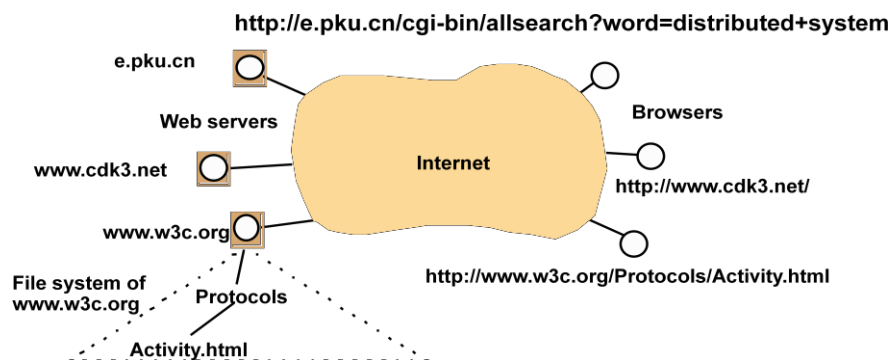 http://e.pku.cn/cgi-bin/allsearch?word=distributed+system
e.pku.cn
Web servers
Browsers
www.cdk3.net
Internet
http://www.cdk3.net/
www.w3c.org
http://www.w3c.org/Protocols/Activity.html
File system of
www.w3c.org
Protocols
Activity.html